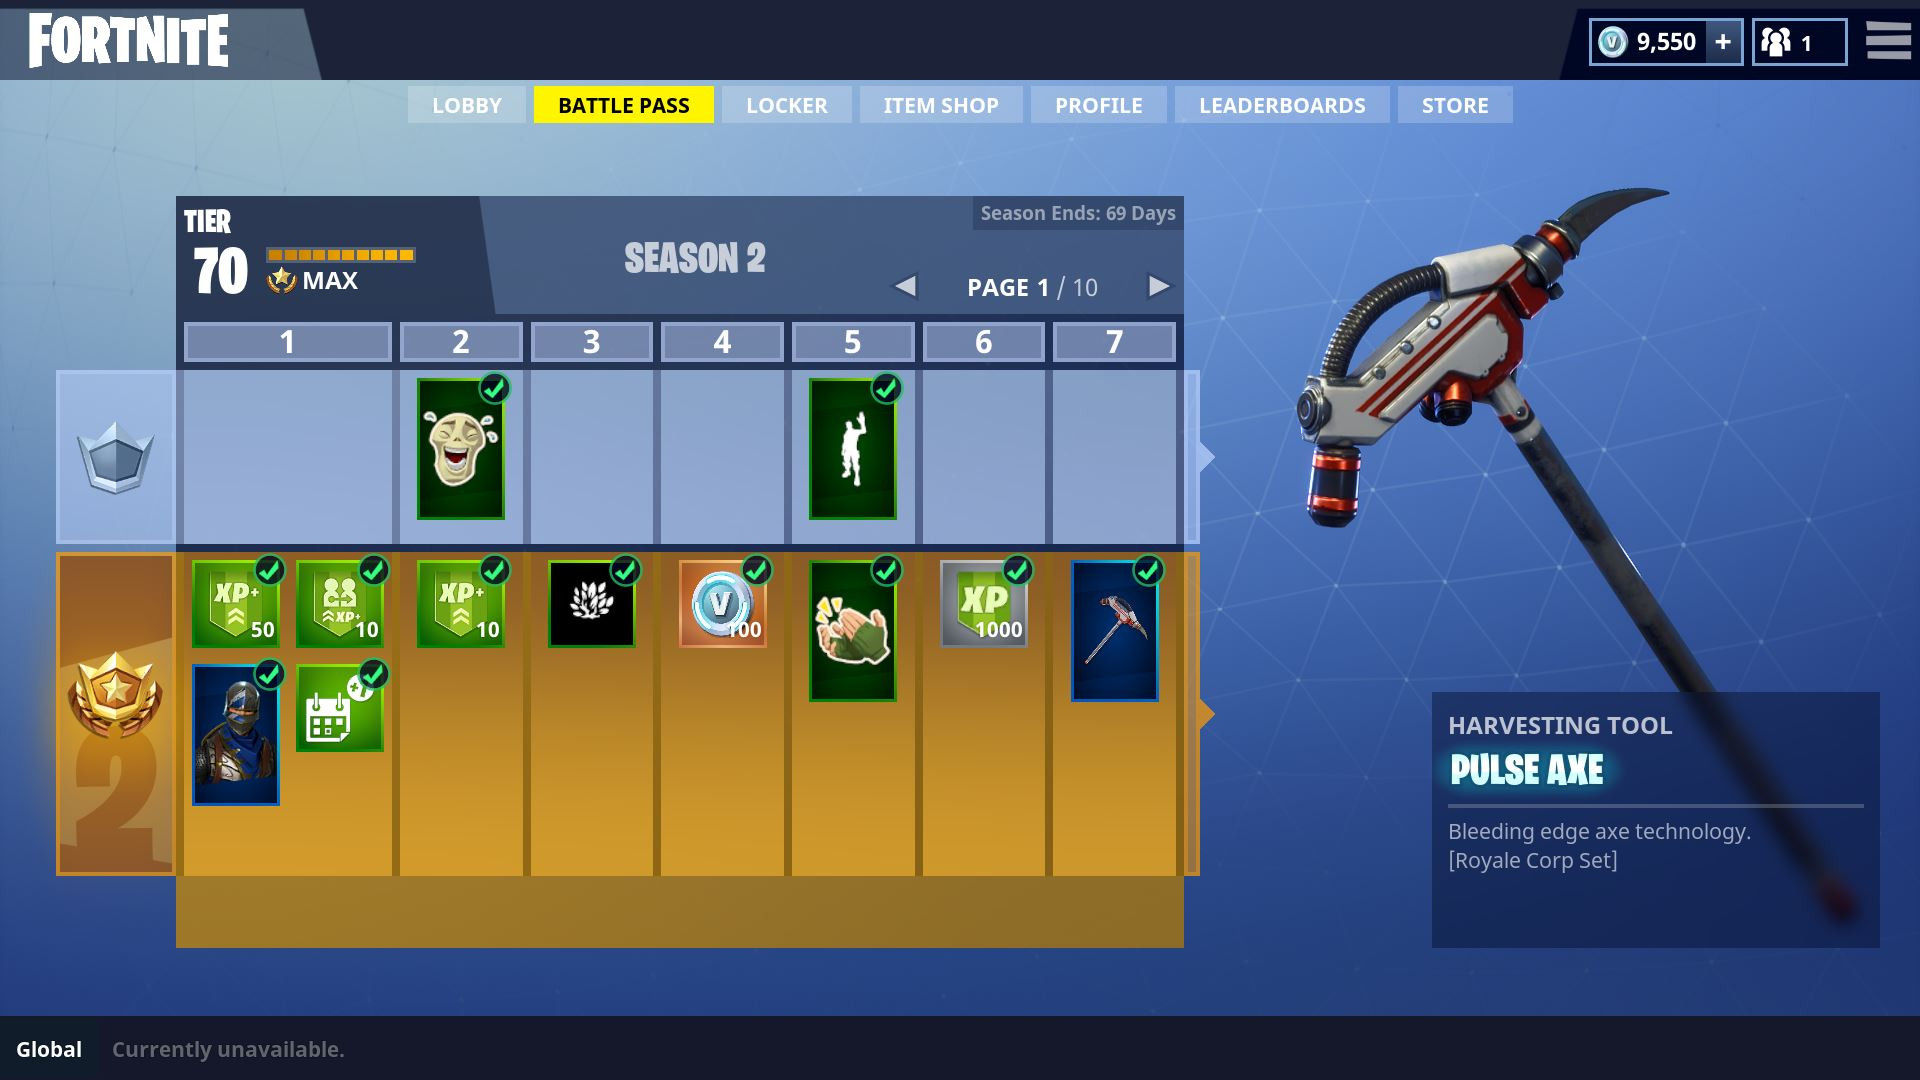 FORTNITE
9,550 +
1
LOBBY
BATTLE PASS
LOCKER
ITEM SHOP
PROFILE
LEADERBOARDS
STORE
TIER
70
MAX
SEASON 2
Season Ends: 69 Days
PAGE 1 / 10
1
2
3
4
5
6
7
XP+
50
XP+
10
XP+
10
V
100
XP
1000
+1
2
HARVESTING TOOL
PULSE AXE
Bleeding edge axe technology.
[Royale Corp Set]
Global
Currently unavailable.